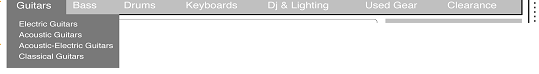 Guitars Bass Drums Keyboards Dj & Lighting Used Gear Clearance
Electric Guitars
Acoustic Guitars
Acoustic-Electric Guitars
Classical Guitars